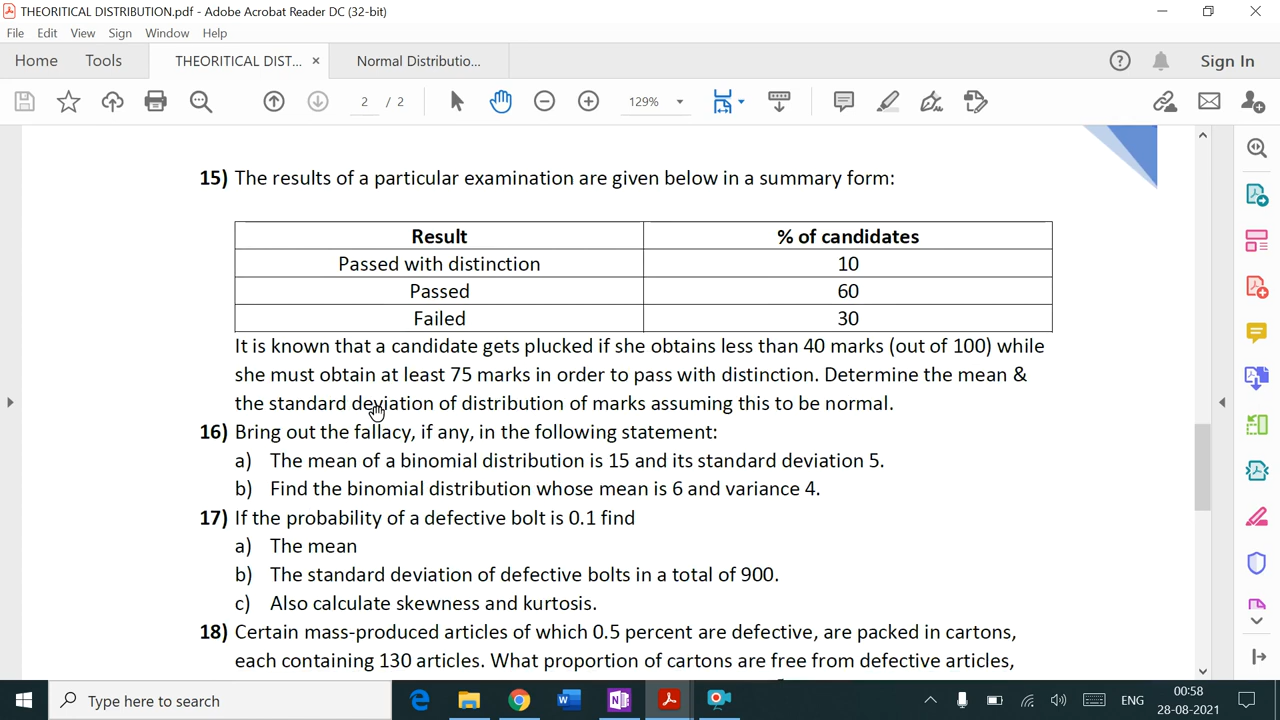 THEORITICAL DISTRIBUTION.pdf - Adobe Acrobat Reader DC (32-bit)
File Edit View Sign Window Help
Home Tools THEORITICAL DIST... × Normal Distributio... Sign In
2 / 2 129%
15) The results of a particular examination are given below in a summary form:
Result % of candidates
Passed with distinction 10
Passed 60
Failed 30
It is known that a candidate gets plucked if she obtains less than 40 marks (out of 100) while
she must obtain at least 75 marks in order to pass with distinction. Determine the mean &
the standard deviation of distribution of marks assuming this to be normal.
16) Bring out the fallacy, if any, in the following statement:
a) The mean of a binomial distribution is 15 and its standard deviation 5.
b) Find the binomial distribution whose mean is 6 and variance 4.
17) If the probability of a defective bolt is 0.1 find
a) The mean
b) The standard deviation of defective bolts in a total of 900.
c) Also calculate skewness and kurtosis.
18) Certain mass-produced articles of which 0.5 percent are defective, are packed in cartons,
each containing 130 articles. What proportion of cartons are free from defective articles,
Type here to search
ENG
00:58
28-08-2021